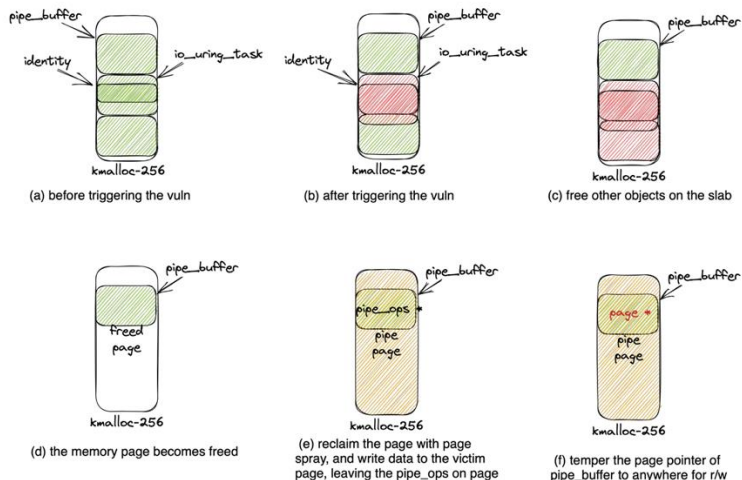 pipe_buffer
identity
io_uring_task
kmalloc-256
(a) before triggering the vuln
pipe_buffer
identity
io_uring_task
kmalloc-256
(b) after triggering the vuln
pipe_buffer
kmalloc-256
(c) free other objects on the slab
pipe_buffer
freed
page
kmalloc-256
(d) the memory page becomes freed
pipe_buffer
pipe_ops *
pipe
page
kmalloc-256
(e) reclaim the page with page
spray, and write data to the victim
page, leaving the pipe_ops on page
pipe_buffer
page *
pipe
page
kmalloc-256
(f) temper the page pointer of
pipe_buffer to anywhere for r/w